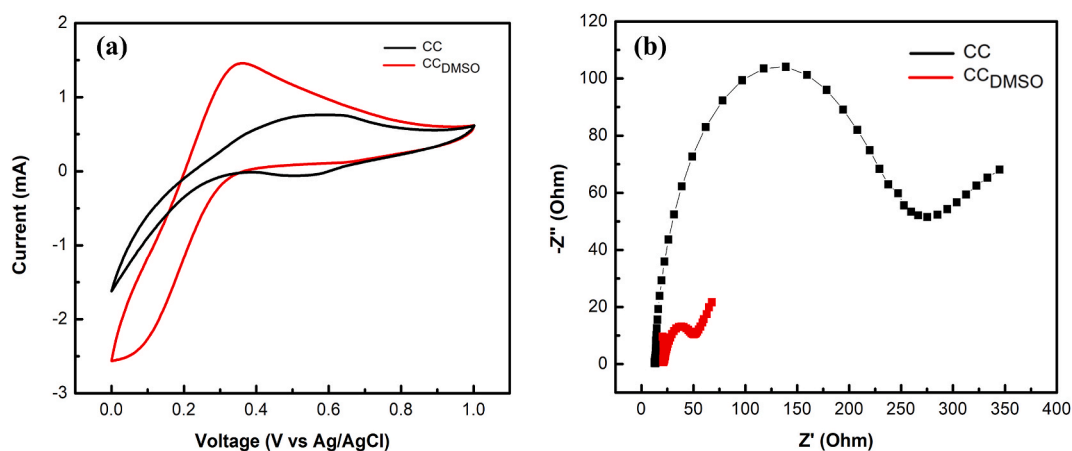 (a)
CC
CC_DMSO
2
1
0
-1
-2
-3
0.0 0.2 0.4 0.6 0.8 1.0
Current (mA)
Voltage (V vs Ag/AgCl)
(b)
CC
CC_DMSO
120
100
80
60
40
20
0
0 50 100 150 200 250 300 350 400
-Z" (Ohm)
Z' (Ohm)